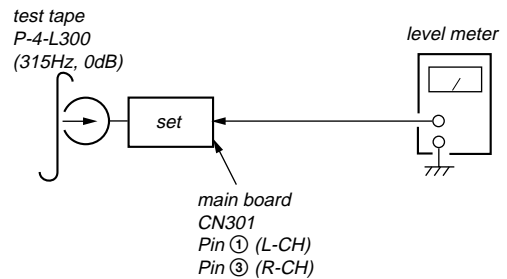 test tape
P-4-L300
(315Hz, 0dB)
level meter
set
main board
CN301
Pin ① (L-CH)
Pin ③ (R-CH)